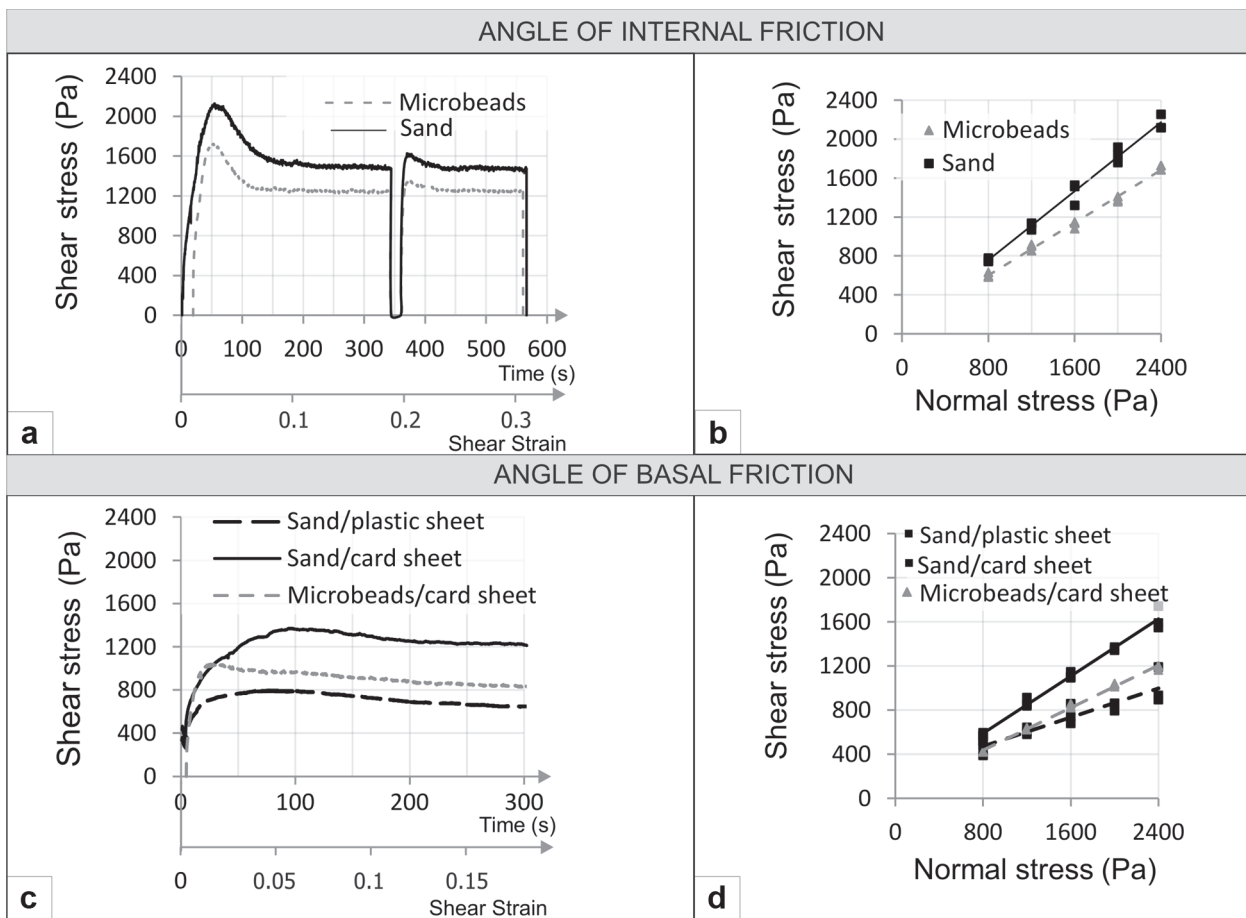 ANGLE OF INTERNAL FRICTION
Shear stress (Pa)
2400
2000
1600
1200
800
400
0
Microbeads
Sand
0 100 200 300 400 500 600
Time (s)
0 0.1 0.2 0.3
Shear Strain
a
Shear stress (Pa)
2400
2000
1600
1200
800
400
0
Microbeads
Sand
0 800 1600 2400
Normal stress (Pa)
b
ANGLE OF BASAL FRICTION
Shear stress (Pa)
2400
2000
1600
1200
800
400
0
Sand/plastic sheet
Sand/card sheet
Microbeads/card sheet
0 100 200 300
Time (s)
0 0.05 0.1 0.15
Shear Strain
c
Shear stress (Pa)
2400
2000
1600
1200
800
400
0
Sand/plastic sheet
Sand/card sheet
Microbeads/card sheet
0 800 1600 2400
Normal stress (Pa)
d